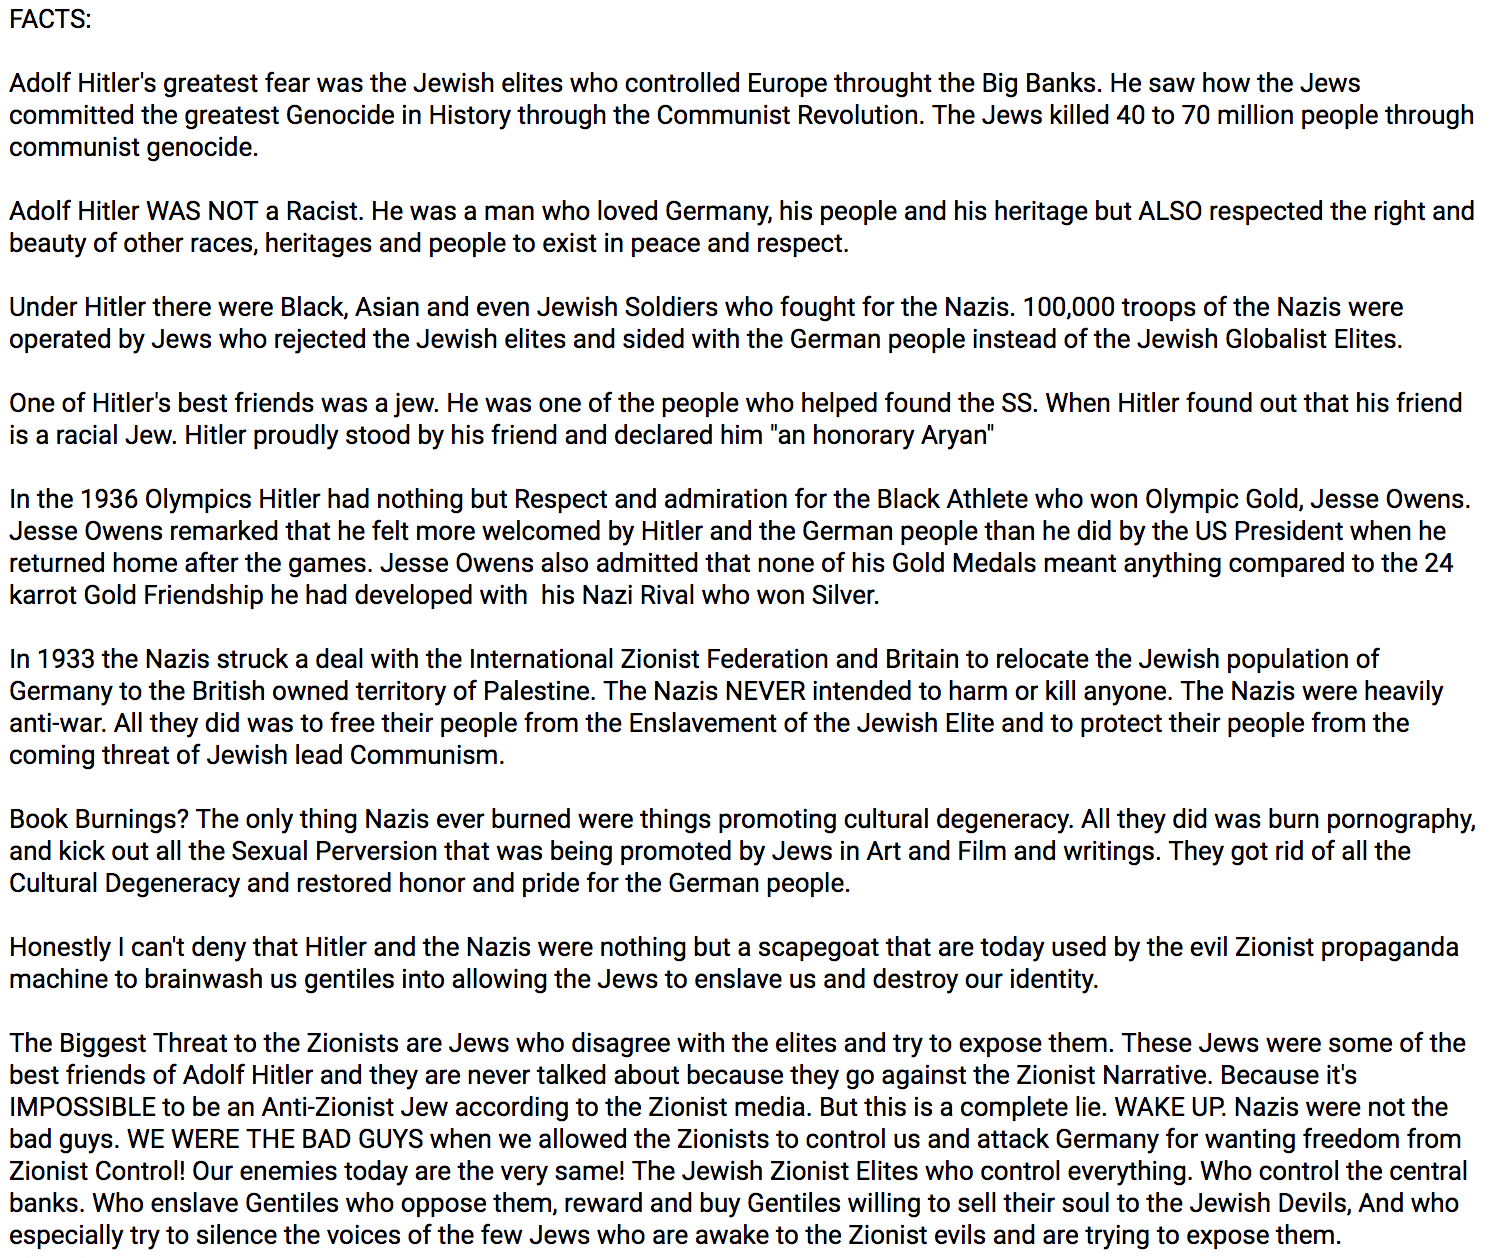 FACTS:
Adolf Hitler's greatest fear was the Jewish elites who controlled Europe throught the Big Banks. He saw how the Jews
committed the greatest Genocide in History through the Communist Revolution. The Jews killed 40 to 70 million people through
communist genocide.
Adolf Hitler WAS NOT a Racist. He was a man who loved Germany, his people and his heritage but ALSO respected the right and
beauty of other races, heritages and people to exist in peace and respect.
Under Hitler there were Black, Asian and even Jewish Soldiers who fought for the Nazis. 100,000 troops of the Nazis were
operated by Jews who rejected the Jewish elites and sided with the German people instead of the Jewish Globalist Elites.
One of Hitler's best friends was a jew. He was one of the people who helped found the SS. When Hitler found out that his friend
is a racial Jew. Hitler proudly stood by his friend and declared him "an honorary Aryan"
In the 1936 Olympics Hitler had nothing but Respect and admiration for the Black Athlete who won Olympic Gold, Jesse Owens.
Jesse Owens remarked that he felt more welcomed by Hitler and the German people than he did by the US President when he
returned home after the games. Jesse Owens also admitted that none of his Gold Medals meant anything compared to the 24
karrot Gold Friendship he had developed with  his Nazi Rival who won Silver.
In 1933 the Nazis struck a deal with the International Zionist Federation and Britain to relocate the Jewish population of
Germany to the British owned territory of Palestine. The Nazis NEVER intended to harm or kill anyone. The Nazis were heavily
anti-war. All they did was to free their people from the Enslavement of the Jewish Elite and to protect their people from the
coming threat of Jewish lead Communism.
Book Burnings? The only thing Nazis ever burned were things promoting cultural degeneracy. All they did was burn pornography,
and kick out all the Sexual Perversion that was being promoted by Jews in Art and Film and writings. They got rid of all the
Cultural Degeneracy and restored honor and pride for the German people.
Honestly I can't deny that Hitler and the Nazis were nothing but a scapegoat that are today used by the evil Zionist propaganda
machine to brainwash us gentiles into allowing the Jews to enslave us and destroy our identity.
The Biggest Threat to the Zionists are Jews who disagree with the elites and try to expose them. These Jews were some of the
best friends of Adolf Hitler and they are never talked about because they go against the Zionist Narrative. Because it's
IMPOSSIBLE to be an Anti-Zionist Jew according to the Zionist media. But this is a complete lie. WAKE UP. Nazis were not the
bad guys. WE WERE THE BAD GUYS when we allowed the Zionists to control us and attack Germany for wanting freedom from
Zionist Control! Our enemies today are the very same! The Jewish Zionist Elites who control everything. Who control the central
banks. Who enslave Gentiles who oppose them, reward and buy Gentiles willing to sell their soul to the Jewish Devils, And who
especially try to silence the voices of the few Jews who are awake to the Zionist evils and are trying to expose them.